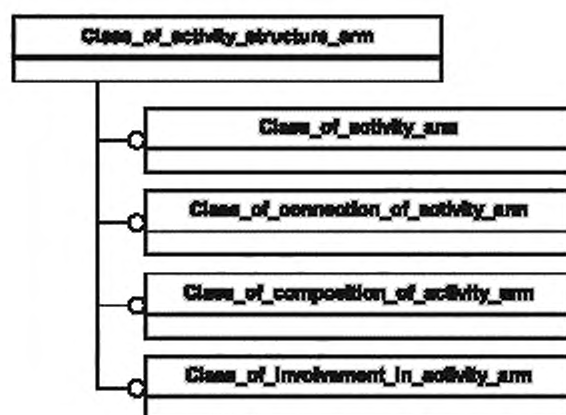 Class_of_activity_structure_arm
Class_of_activity_arm
Class_of_connection_of_activity_arm
Class_of_composition_of_activity_arm
Class_of_involvement_in_activity_arm